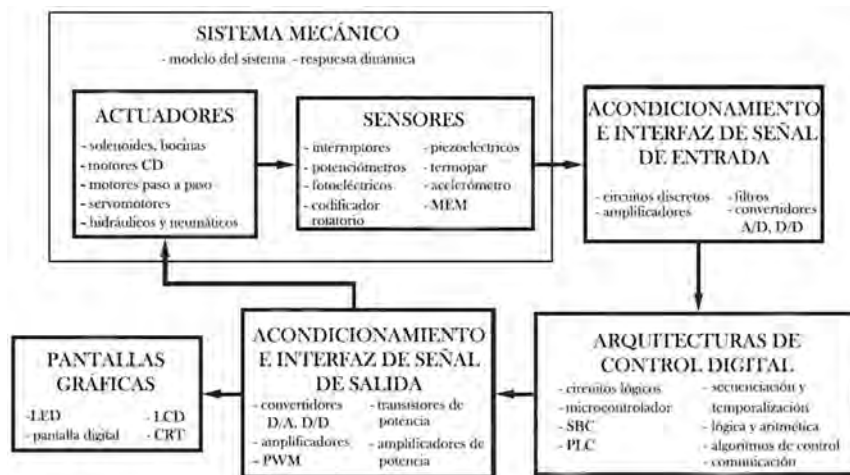 SISTEMA MECÁNICO
- modelo del sistema - respuesta dinámica
ACTUADORES
- solenoides, bocinas
- motores CD
- motores paso a paso
- servomotores
- hidráulicos y neumáticos
SENSORES
- interruptores
- potenciómetros
- fotoeléctricos
- codificador
rotatorio
- piezoelectricos
- termopar
- acelerómetro
- MEM
ACONDICIONAMIENTO
E INTERFAZ DE SEÑAL
DE ENTRADA
- circuitos discretos
- amplificadores
- filtros
- convertidores
A/D, D/D
PANTALLAS
GRÁFICAS
-LED
- pantalla digital
- LCD
- CRT
ACONDICIONAMIENTO
E INTERFAZ DE SEÑAL
DE SALIDA
- convertidores
D/A, D/D
- amplificadores
- PWM
- transistores de
potencia
- amplificadores de
potencia
ARQUITECTURAS DE
CONTROL DIGITAL
- circuitos lógicos
- microcontrolador
- SBC
- PLC
- secuenciación y
temporalización
- lógica y aritmética
- algoritmos de control
comunicación